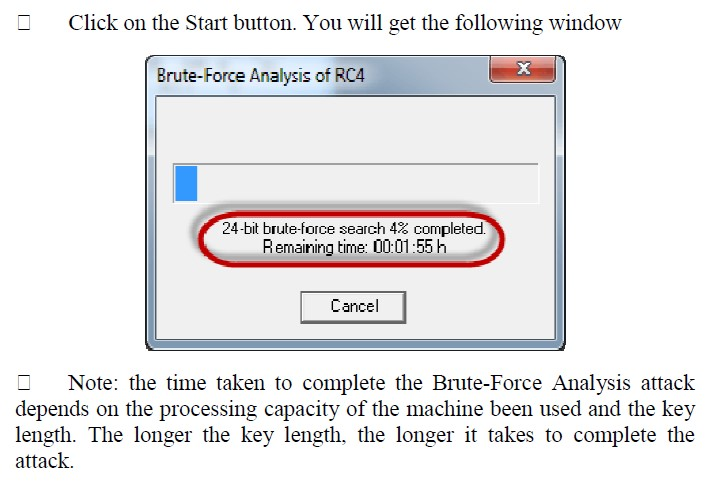 □ Click on the Start button. You will get the following window
Brute-Force Analysis of RC4
x
24-bit brute-force search 4% completed.
Remaining time: 00:01:55 h
Cancel
□ Note: the time taken to complete the Brute-Force Analysis attack
depends on the processing capacity of the machine been used and the key
length. The longer the key length, the longer it takes to complete the
attack.